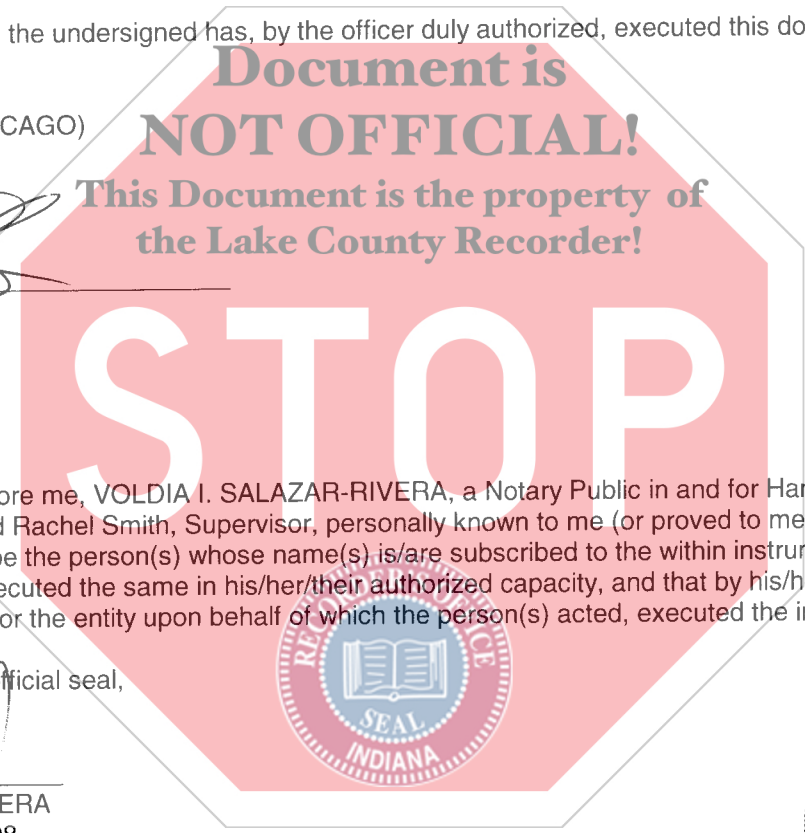 the undersigned has, by the officer duly authorized, executed this do
Document is
CAGO)
NOT OFFICIAL!
This Document is the property of
the Lake County Recorder!
STOP
ore me, VOLDIA I. SALAZAR-RIVERA, a Notary Public in and for Har
d Rachel Smith, Supervisor, personally known to me (or proved to me
be the person(s) whose name(s) is/are subscribed to the within instrum
ecuted the same in his/her/their authorized capacity, and that by his/h
or the entity upon behalf of which the person(s) acted, executed the in
RECORDER'S OFFICE
fficial seal,
SEAL
INDIANA
ERA